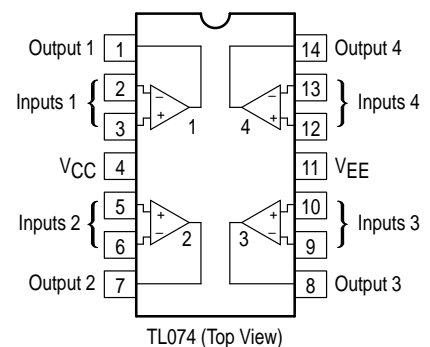 Output 1 1 14 Output 4
2 − − 13
Inputs 1 { } Inputs 4
3 + 1 4 + 12
VCC 4 11 VEE
5 + + 10
Inputs 2 { } Inputs 3
6 − 2 3 − 9
Output 2 7 8 Output 3
TL074 (Top View)